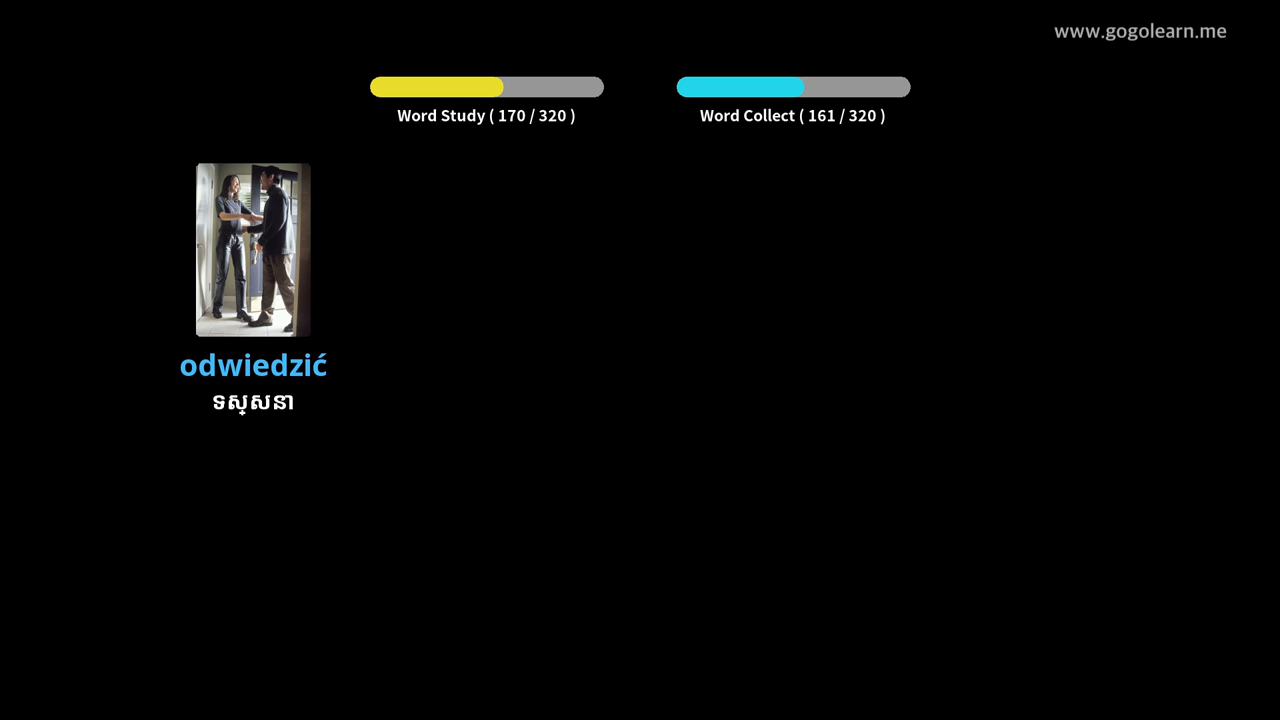 www.gogolearn.me
Word Study ( 170 / 320 )
Word Collect ( 161 / 320 )
odwiedzić
ទស្សនា